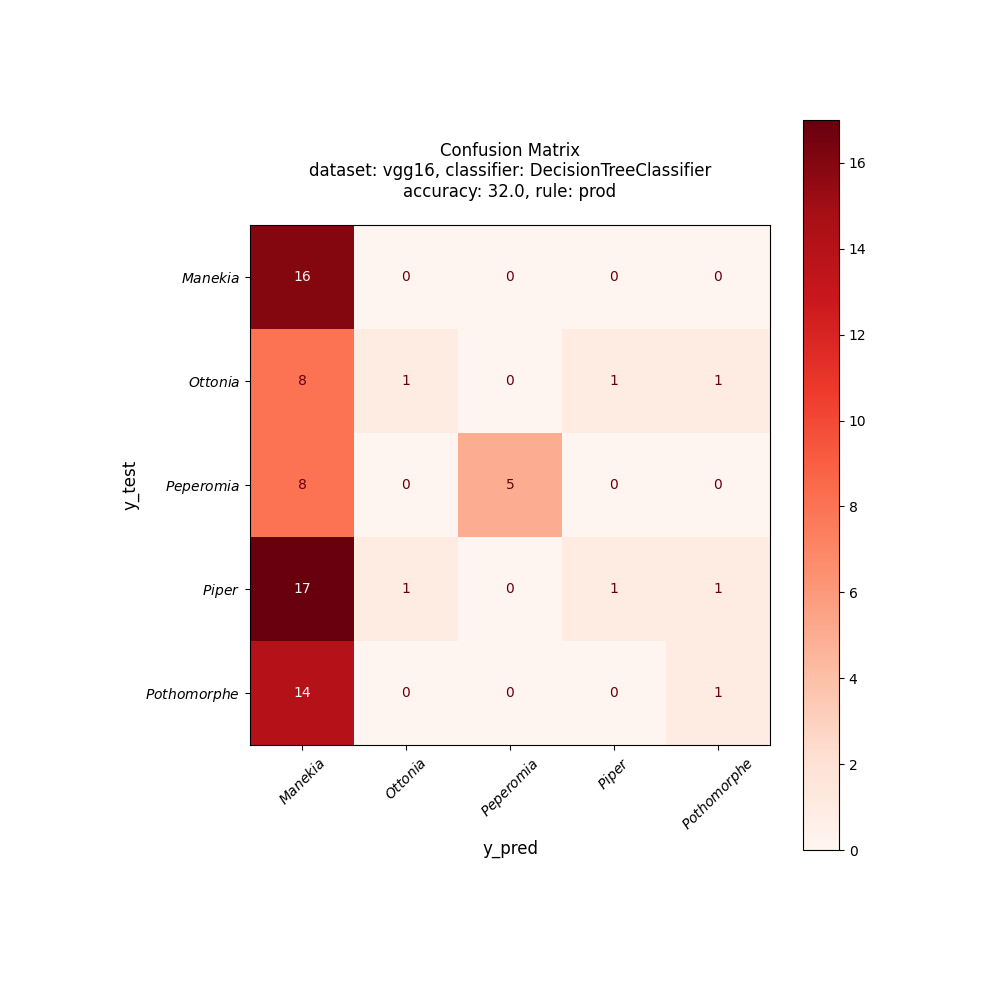 Confusion Matrix
dataset: vgg16, classifier: DecisionTreeClassifier
accuracy: 32.0, rule: prod
Manekia 16 0 0 0 0
Ottonia 8 1 0 1 1
Peperomia 8 0 5 0 0
Piper 17 1 0 1 1
Pothomorphe 14 0 0 0 1
Manekia Ottonia Peperomia Piper Pothomorphe
y_pred
y_test
16
14
12
10
8
6
4
2
0